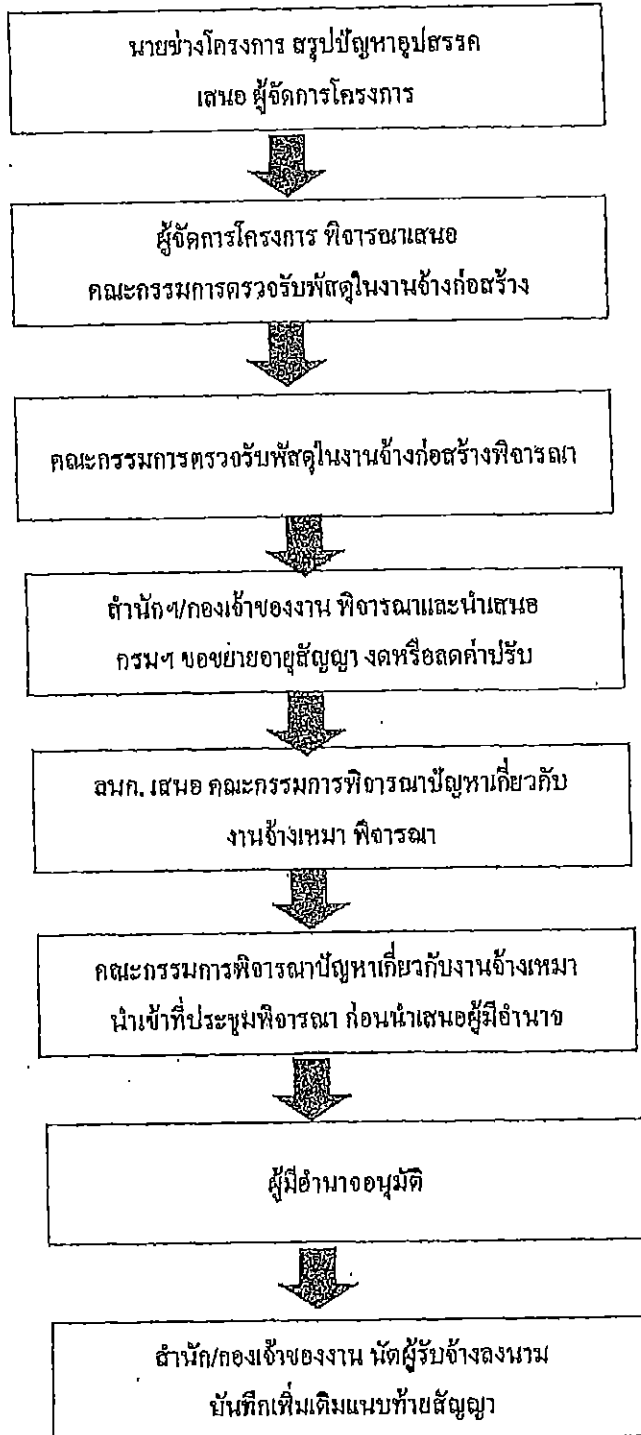 นายช่างโครงการ สรุปปัญหาอุปสรรค
เสนอ ผู้จัดการโครงการ
ผู้จัดการโครงการ พิจารณาเสนอ
คณะกรรมการตรวจรับพัสดุในงานจ้างก่อสร้าง
คณะกรรมการตรวจรับพัสดุในงานจ้างก่อสร้างพิจารณา
สำนักฯ/กองเจ้าของงาน พิจารณาและนำเสนอ
กรมฯ ขอขยายอายุสัญญา งดหรือลดค่าปรับ
ลนก. เสนอ คณะกรรมการพิจารณาปัญหาเกี่ยวกับ
งานจ้างเหมา พิจารณา
คณะกรรมการพิจารณาปัญหาเกี่ยวกับงานจ้างเหมา
นำเข้าที่ประชุมพิจารณา ก่อนนำเสนอผู้มีอำนาจ
ผู้มีอำนาจอนุมัติ
สำนัก/กองเจ้าของงาน นัดผู้รับจ้างลงนาม
บันทึกเพิ่มเติมแนบท้ายสัญญา